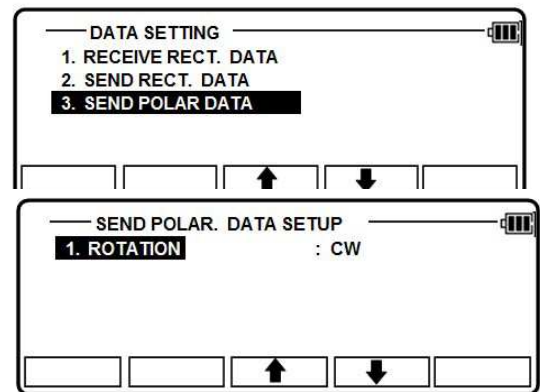 DATA SETTING
1. RECEIVE RECT. DATA
2. SEND RECT. DATA
3. SEND POLAR DATA
SEND POLAR. DATA SETUP
1. ROTATION : CW